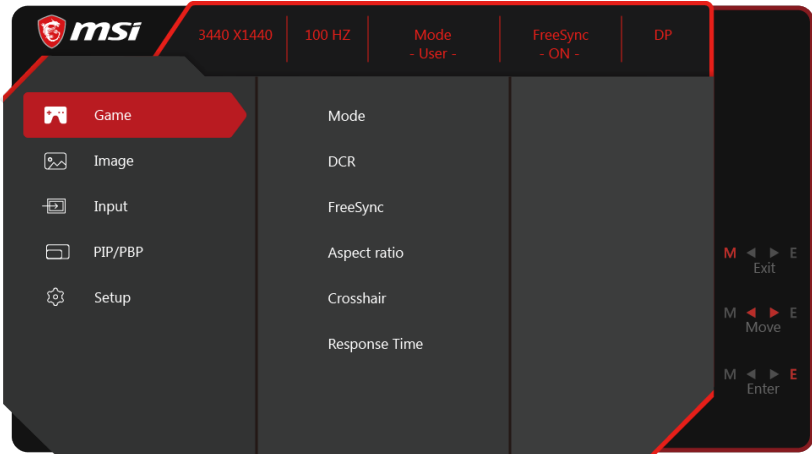 msi
3440 X1440
100 HZ
Mode
- User -
FreeSync
- ON -
DP
Game
Image
Input
PIP/PBP
Setup
Mode
DCR
FreeSync
Aspect ratio
Crosshair
Response Time
M ◄ ► E
Exit
M ◄ ► E
Move
M ◄ ► E
Enter